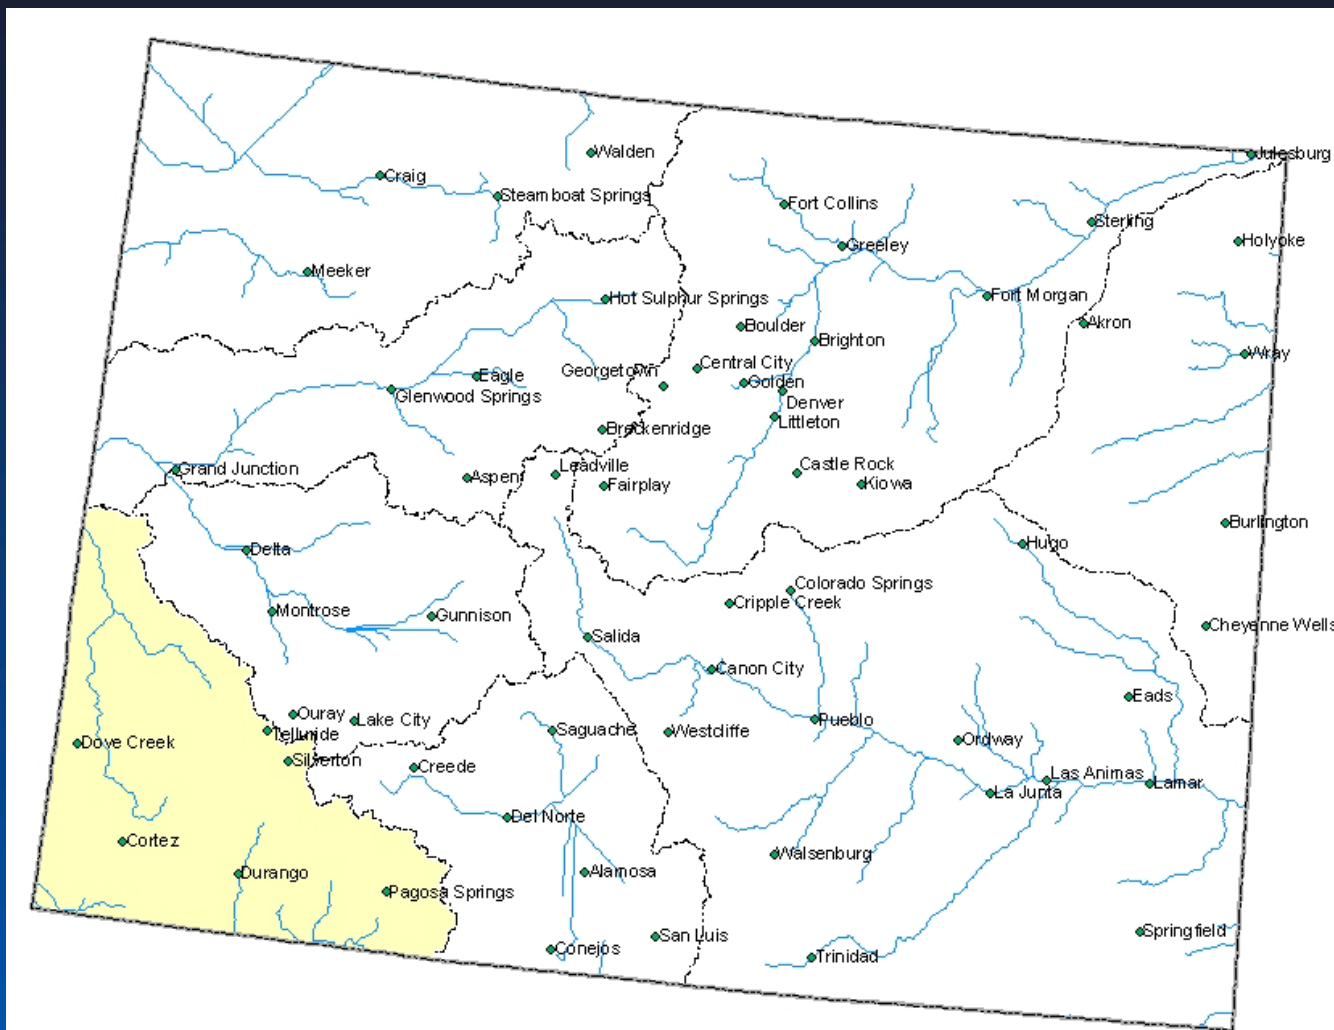 Julesburg
Walden
Craig
Steamboat Springs
Fort Collins
Sterling
Holyoke
Greeley
Meeker
Hot Sulphur Springs
Fort Morgan
Boulder
Akron
Brighton
Wray
Central City
Georgetown
Eagle
Golden
Glenwood Springs
Denver
Littleton
Breckenridge
Castle Rock
Leadville
Grand Junction
Aspen
Fairplay
Kiowa
Burlington
Hugo
Delta
Colorado Springs
Cripple Creek
Montrose
Gunnison
Cheyenne Wells
Salida
Canon City
Eads
Ouray
Lake City
Pueblo
Telluride
Saguache
Westcliffe
Ordway
Dove Creek
Silverton
Creede
Las Animas
Lamar
La Junta
Del Norte
Cortez
Walsenburg
Durango
Alamosa
Pagosa Springs
San Luis
Springfield
Conejos
Trinidad